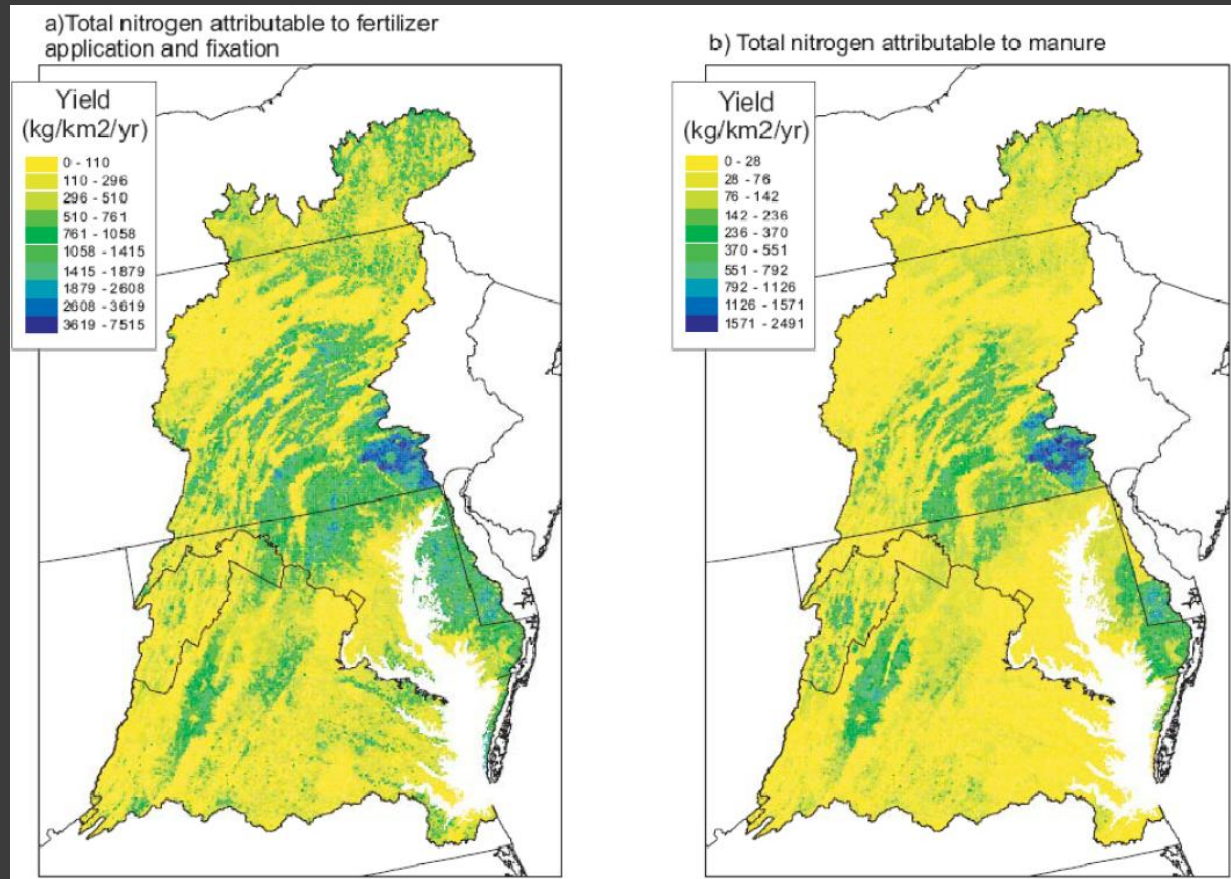 a)Total nitrogen attributable to fertilizer
application and fixation
Yield
(kg/km2/yr)
0 - 110
110 - 296
296 - 510
510 - 761
761 - 1058
1058 - 1415
1415 - 1879
1879 - 2608
2608 - 3619
3619 - 7515
b) Total nitrogen attributable to manure
Yield
(kg/km2/yr)
0 - 28
28 - 76
76 - 142
142 - 236
236 - 370
370 - 551
551 - 792
792 - 1126
1126 - 1571
1571 - 2491